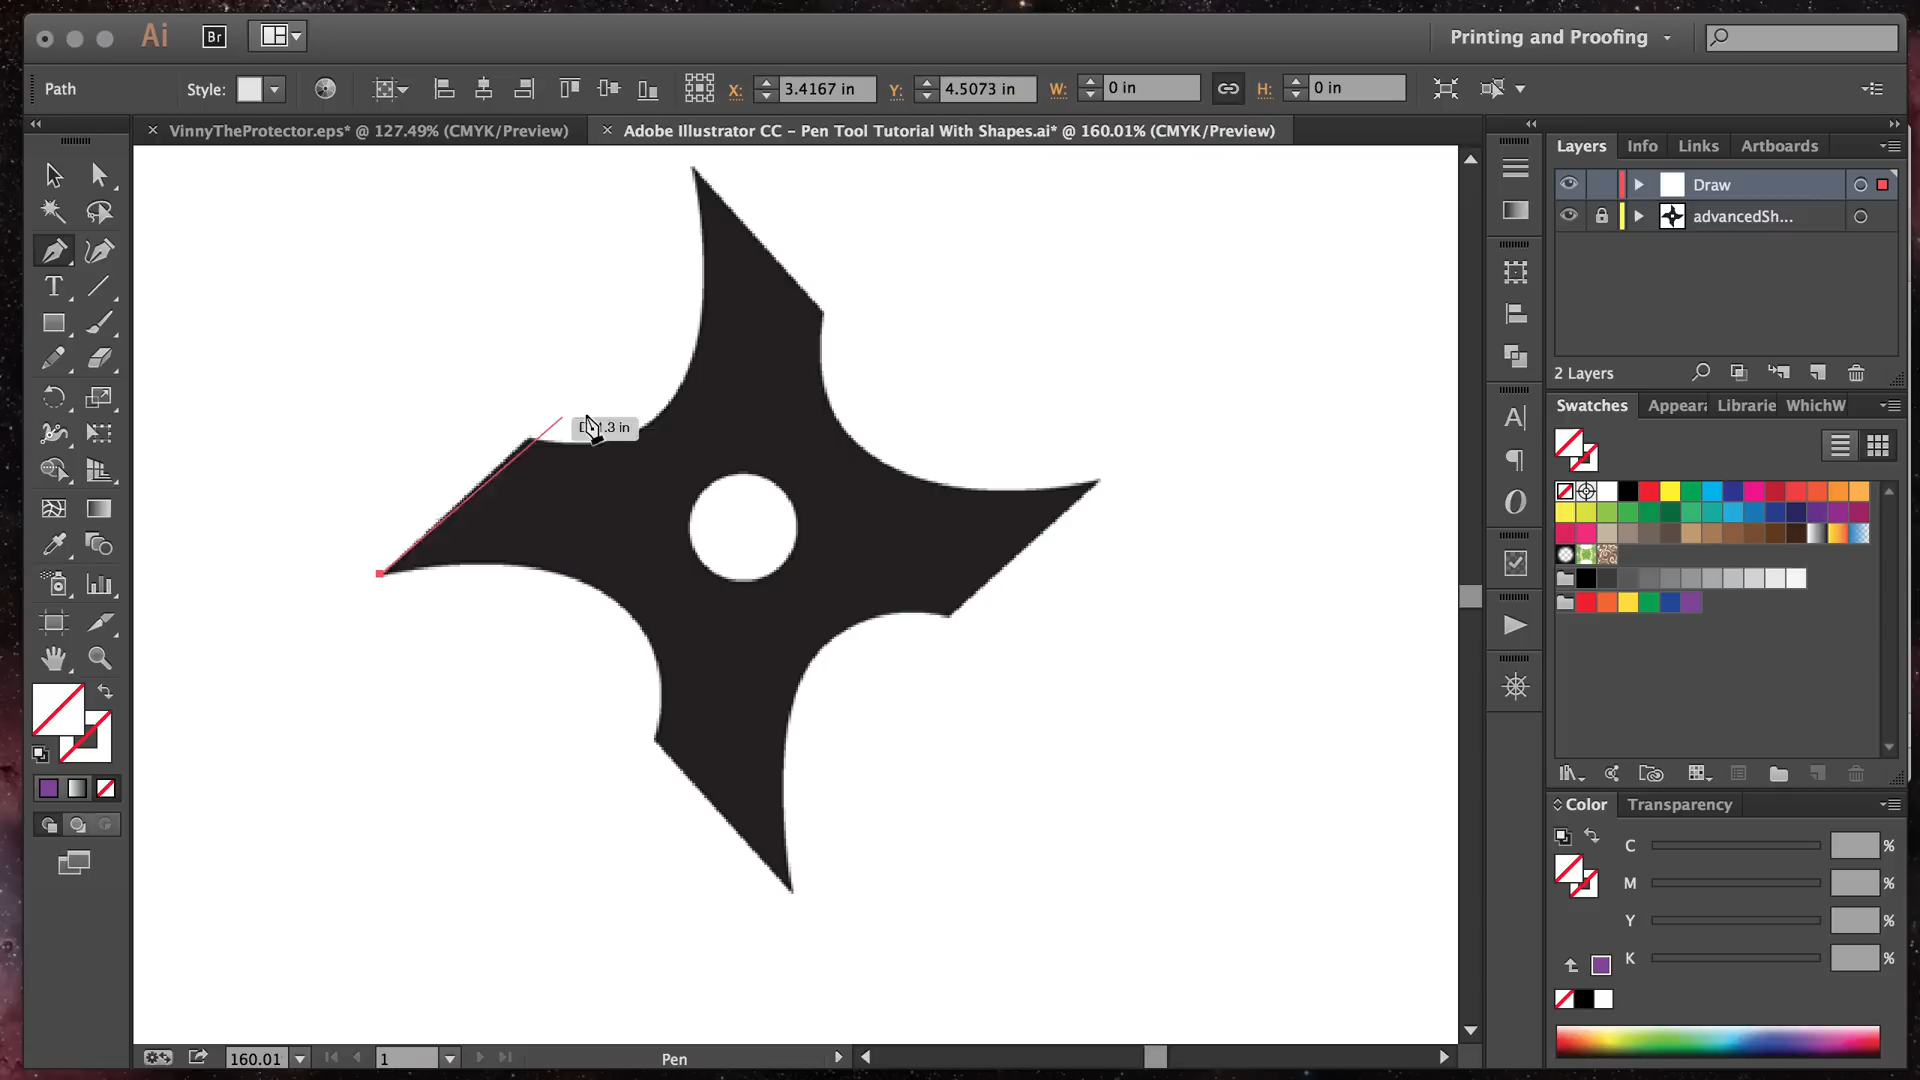 Ai Br Printing and Proofing
Path Style: X: 3.4167 in Y: 4.5073 in W: 0 in H: 0 in
VinnyTheProtector.eps* @ 127.49% (CMYK/Preview) Adobe Illustrator CC - Pen Tool Tutorial With Shapes.ai* @ 160.01% (CMYK/Preview)
Layers Info Links Artboards
Draw
advancedSh...
2 Layers
Swatches Appeara Librarie WhichW
.3 in
Color Transparency
C %
M %
Y %
K %
160.01 1 Pen